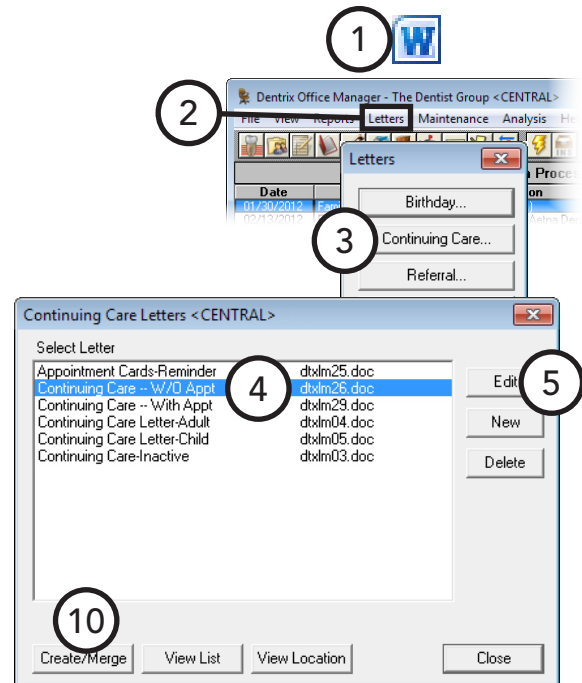 1
W
2
Dentrix Office Manager - The Dentist Group <CENTRAL>
File View Reports Letters Maintenance Analysis
Letters
Date
01/30/2012
02/13/2012
Birthday...
3
Continuing Care...
Referral...
Continuing Care Letters <CENTRAL>
Select Letter
Appointment Cards-Reminder dtxlm25.doc
Continuing Care -- W/O Appt 4 dtxlm26.doc
Continuing Care -- With Appt dtxlm29.doc
Continuing Care Letter-Adult dtxlm04.doc
Continuing Care Letter-Child dtxlm05.doc
Continuing Care-Inactive dtxlm03.doc
Edit 5
New
Delete
10
Create/Merge View List View Location Close